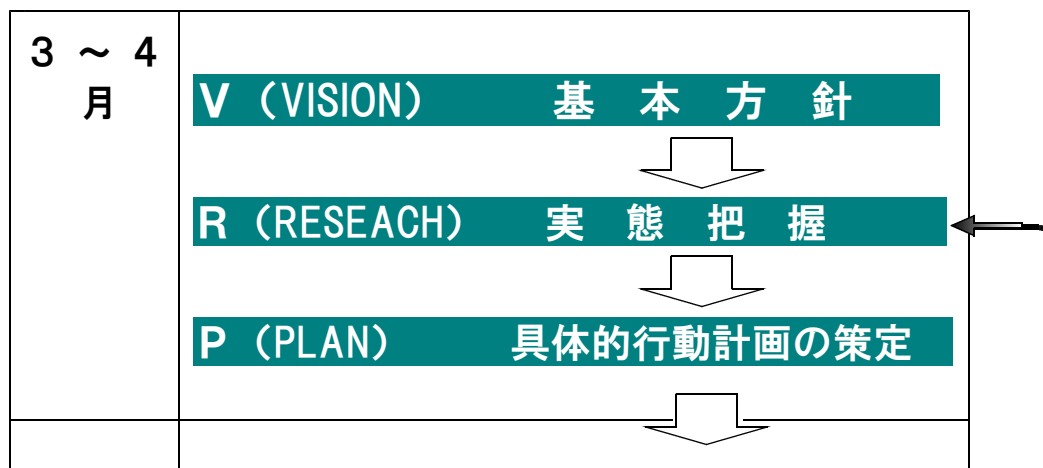 ３ ～ ４
月
Ｖ（VISION） 基 本 方 針
Ｒ（RESEACH） 実 態 把 握
Ｐ（PLAN） 具体的行動計画の策定